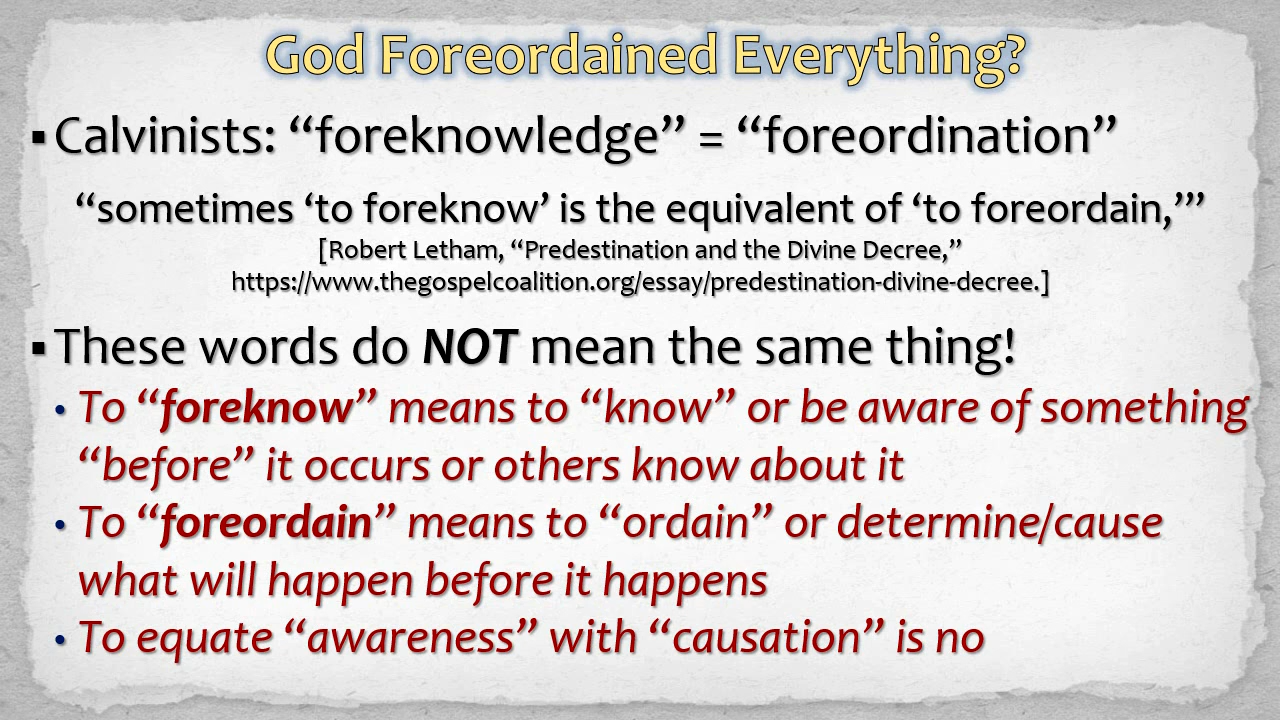 God Foreordained Everything?
▪ Calvinists: “foreknowledge” = “foreordination”
“sometimes ‘to foreknow’ is the equivalent of ‘to foreordain,’”
[Robert Letham, “Predestination and the Divine Decree,”
https://www.thegospelcoalition.org/essay/predestination-divine-decree.]
▪ These words do NOT mean the same thing!
• To “foreknow” means to “know” or be aware of something
“before” it occurs or others know about it
• To “foreordain” means to “ordain” or determine/cause
what will happen before it happens
• To equate “awareness” with “causation” is no